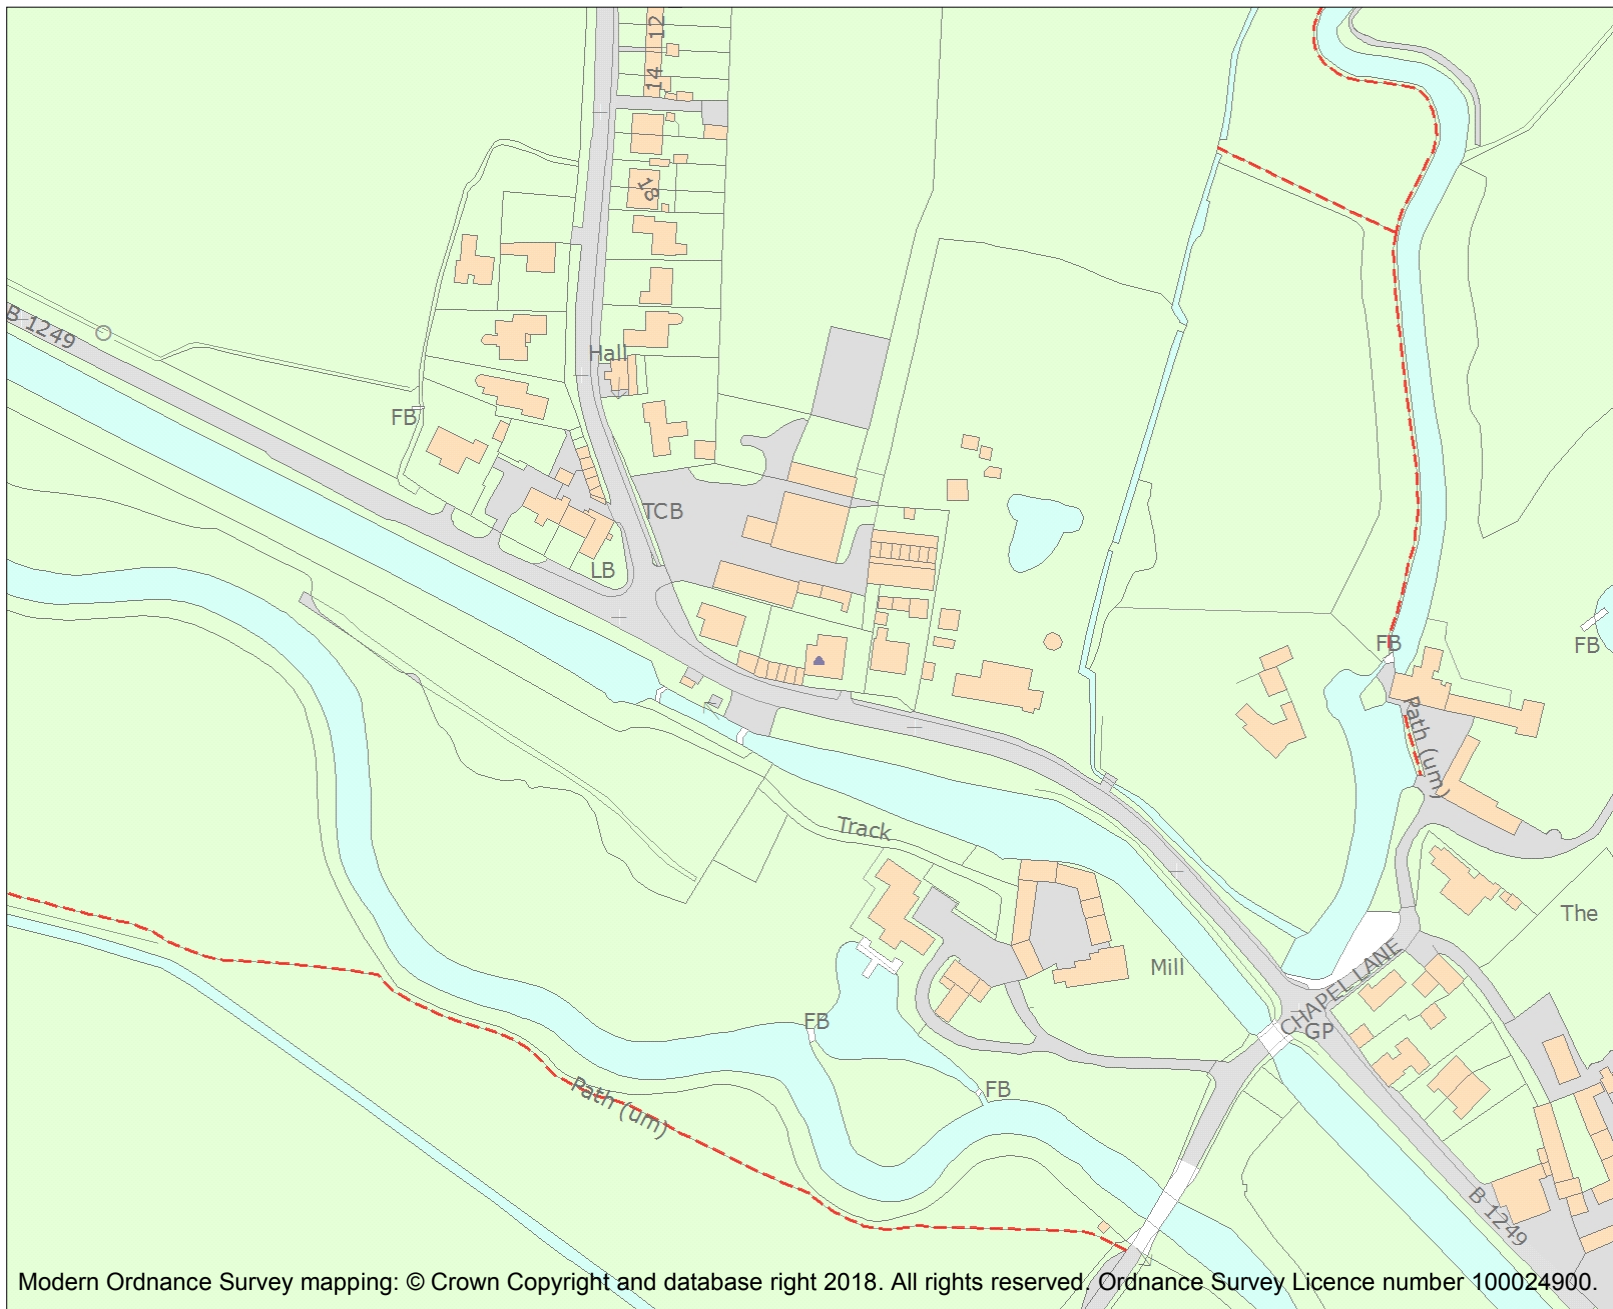 12
14
18
B 1249
Hall
FB
TCB
LB
FB
FB
Path (um)
Track
The
Mill
CHAPEL LANE
GP
FB
FB
Path (um)
B 1249
Modern Ordnance Survey mapping: © Crown Copyright and database right 2018. All rights reserved. Ordnance Survey Licence number 100024900.